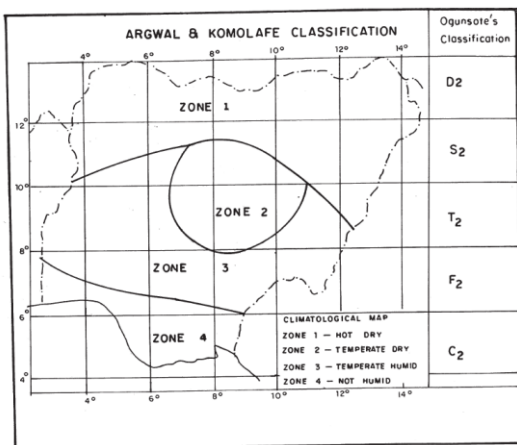 ARGWAL & KOMOLAFE CLASSIFICATION
Ogunsote's
Classification
4° 6° 8° 10° 12° 14°
D2
ZONE 1
12°
S2
10°
ZONE 2
T2
8°
ZONE 3
F2
6°
CLIMATOLOGICAL MAP
ZONE 1 – HOT DRY
ZONE 4
ZONE 2 – TEMPERATE DRY
C2
ZONE 3 – TEMPERATE HUMID
4°
ZONE 4 – NOT HUMID
4° 6° 8° 10° 12° 14°